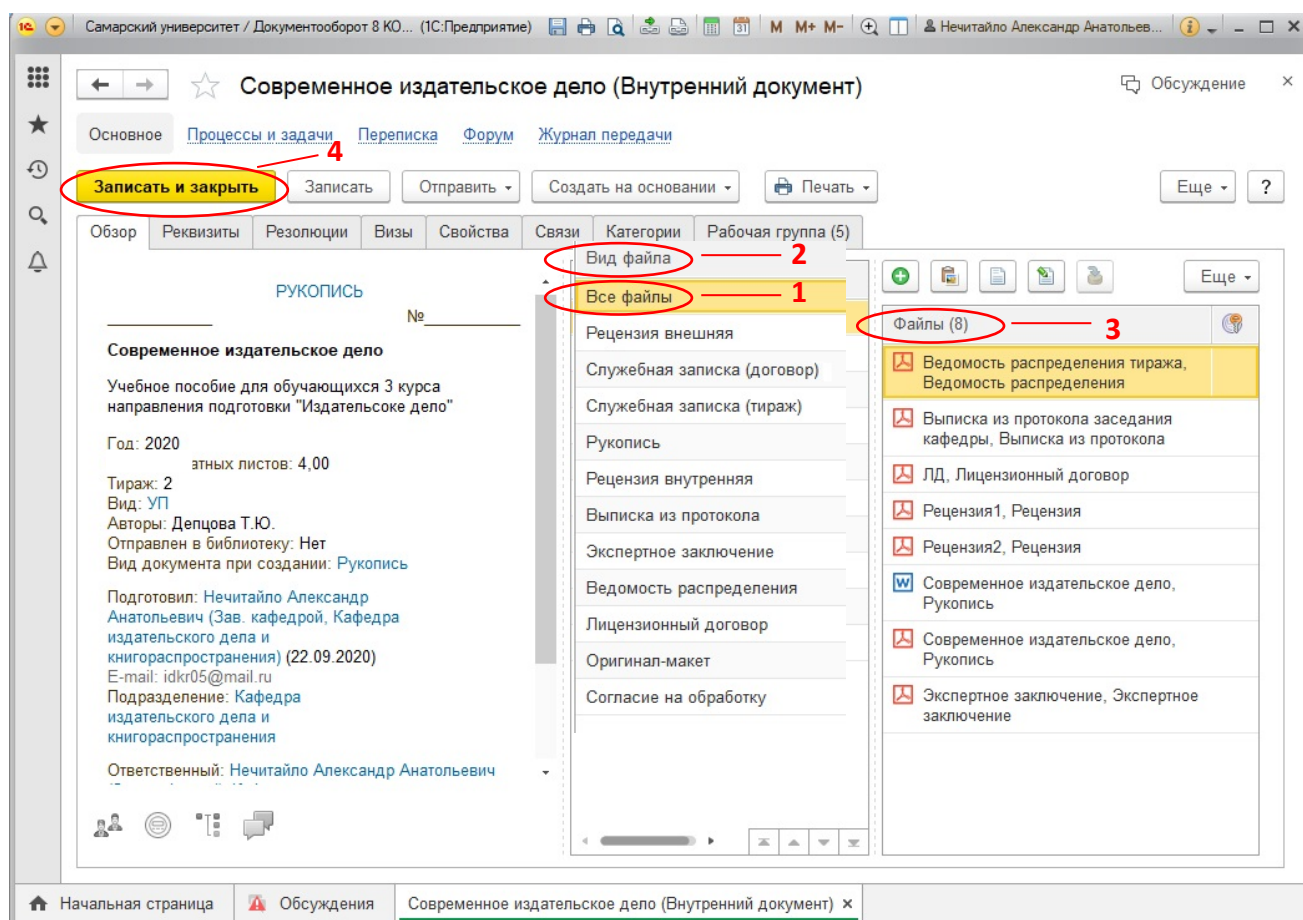 Самарский университет / Документооборот 8 КО... (1С:Предприятие) M M+ M- Нечитайло Александр Анатольев...
Современное издательское дело (Внутренний документ) Обсуждение ×
Основное Процессы и задачи Переписка Форум Журнал передачи
4
Записать и закрыть Записать Отправить Создать на основании Печать Еще ?
Обзор Реквизиты Резолюции Визы Свойства Связи Категории Рабочая группа (5)
РУКОПИСЬ
№
Современное издательское дело
Учебное пособие для обучающихся 3 курса
направления подготовки "Издательсоке дело"
Год: 2020
атных листов: 4,00
Тираж: 2
Вид: УП
Авторы: Депцова Т.Ю.
Отправлен в библиотеку: Нет
Вид документа при создании: Рукопись
Подготовил: Нечитайло Александр
Анатольевич (Зав. кафедрой, Кафедра
издательского дела и
книгораспространения) (22.09.2020)
E-mail: idkr05@mail.ru
Подразделение: Кафедра
издательского дела и
книгораспространения
Ответственный: Нечитайло Александр Анатольевич
Вид файла 2
Все файлы 1
Рецензия внешняя
Служебная записка (договор)
Служебная записка (тираж)
Рукопись
Рецензия внутренняя
Выписка из протокола
Экспертное заключение
Ведомость распределения
Лицензионный договор
Оригинал-макет
Согласие на обработку
Еще
Файлы (8) 3
Ведомость распределения тиража,
Ведомость распределения
Выписка из протокола заседания
кафедры, Выписка из протокола
ЛД, Лицензионный договор
Рецензия1, Рецензия
Рецензия2, Рецензия
Современное издательское дело,
Рукопись
Современное издательское дело,
Рукопись
Экспертное заключение, Экспертное
заключение
Начальная страница Обсуждения Современное издательское дело (Внутренний документ) ×